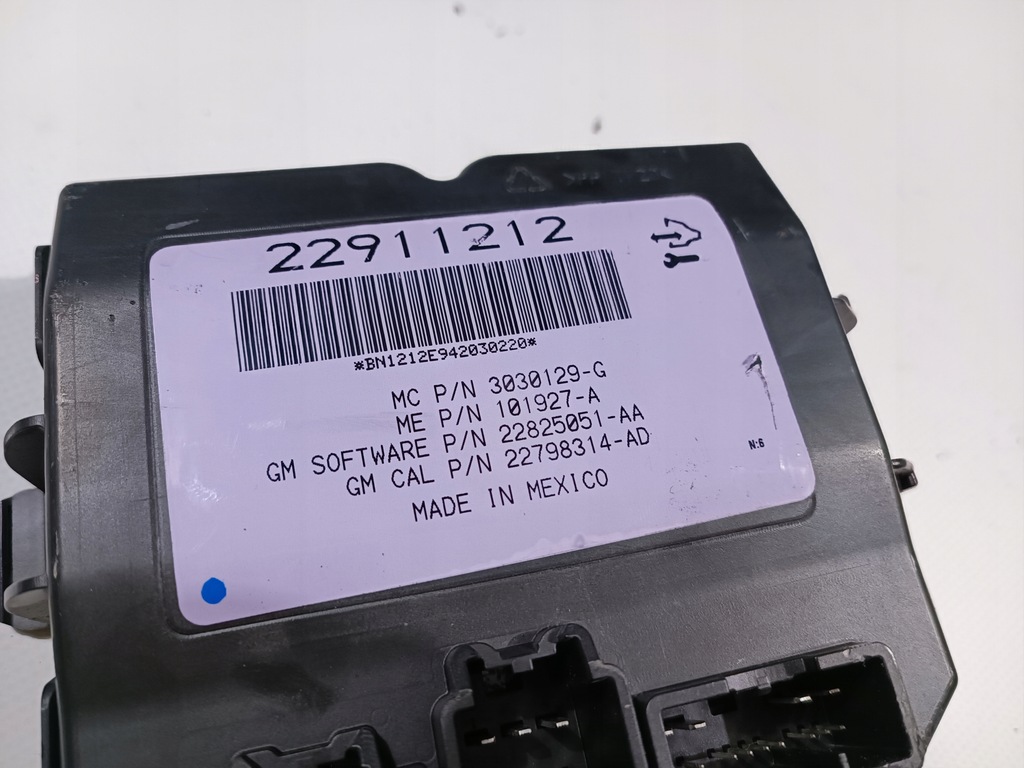 22911212
*BN1212E942030220*
MC P/N 3030129-G
ME P/N 101927-A
GM SOFTWARE P/N 22825051-AA
GM CAL P/N 22798314-AD
MADE IN MEXICO
N:6